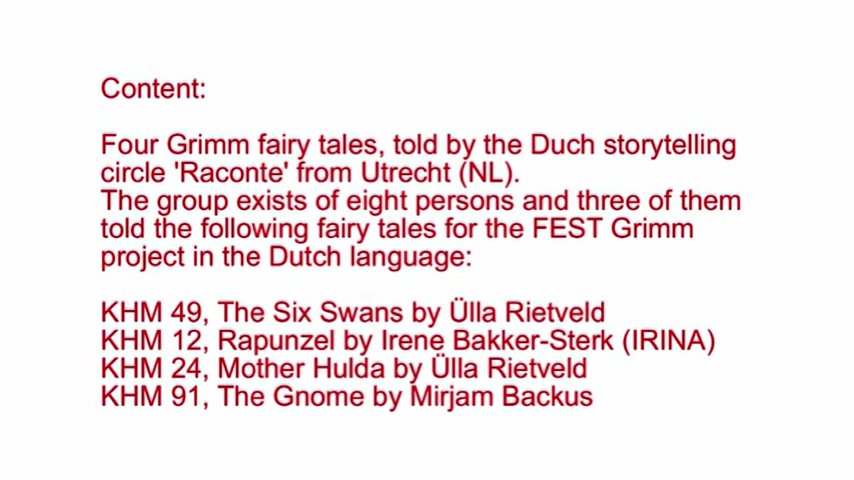 Content:
Four Grimm fairy tales, told by the Duch storytelling
circle 'Raconte' from Utrecht (NL).
The group exists of eight persons and three of them
told the following fairy tales for the FEST Grimm
project in the Dutch language:
KHM 49, The Six Swans by Ülla Rietveld
KHM 12, Rapunzel by Irene Bakker-Sterk (IRINA)
KHM 24, Mother Hulda by Ülla Rietveld
KHM 91, The Gnome by Mirjam Backus